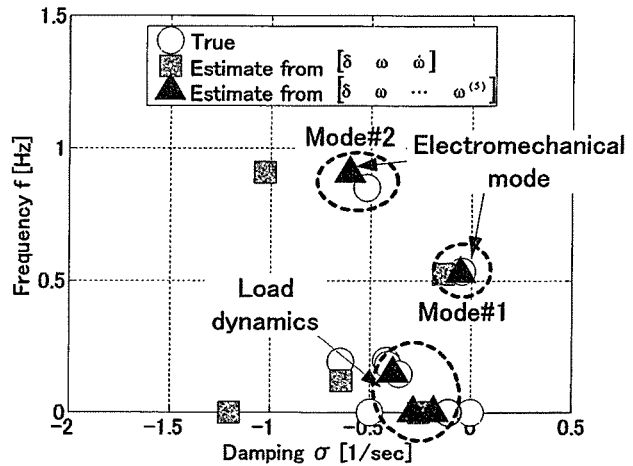 1.5
True
Estimate from [δ ω ω̇]
Estimate from [δ ω ⋯ ω⁽⁵⁾]
Mode#2
Electromechanical
mode
1
Frequency f [Hz]
0.5
Mode#1
Load
dynamics
0
-2 -1.5 -1 -0.5 0 0.5
Damping σ [1/sec]